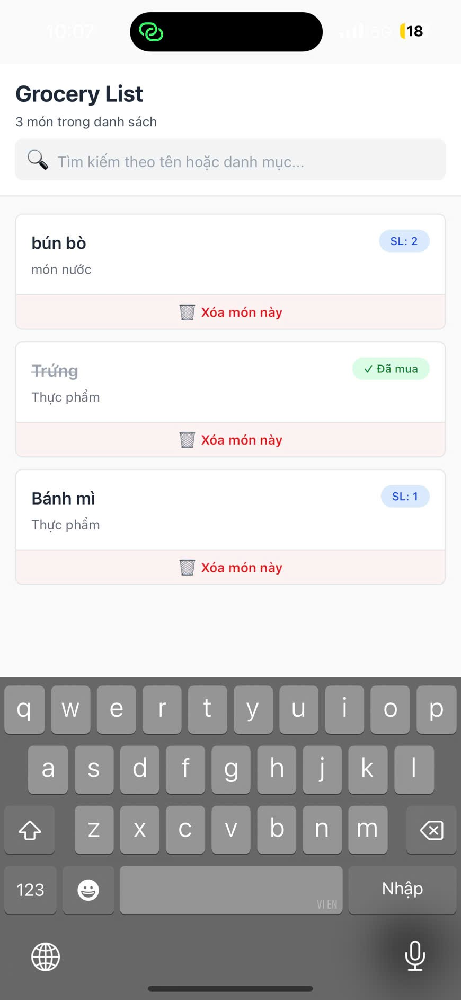 10:07
5G
18
Grocery List
3 món trong danh sách
Tìm kiếm theo tên hoặc danh mục...
bún bò
SL: 2
món nước
Xóa món này
Trứng
✓ Đã mua
Thực phẩm
Xóa món này
Bánh mì
SL: 1
Thực phẩm
Xóa món này
q w e r t y u i o p
a s d f g h j k l
z x c v b n m
123
VI EN
Nhập